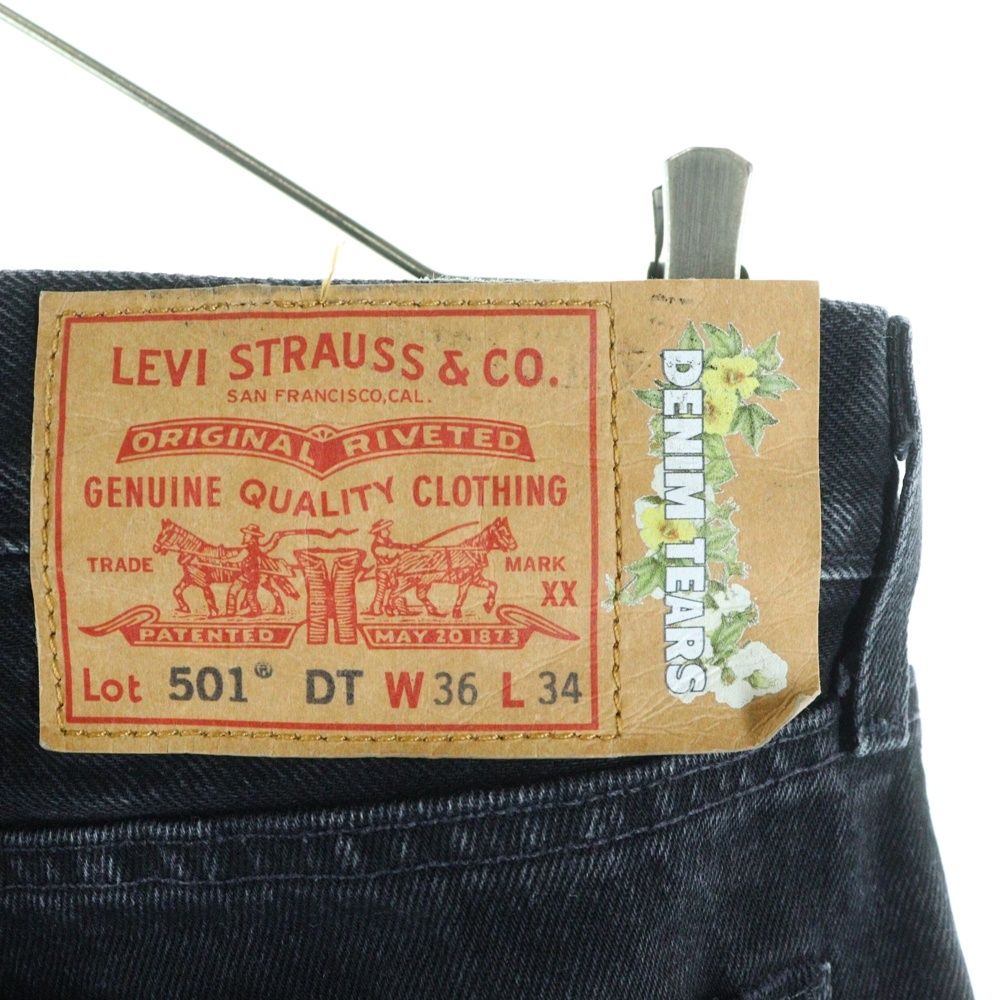 LEVI STRAUSS & CO.
SAN FRANCISCO, CAL.
ORIGINAL RIVETED
GENUINE QUALITY CLOTHING
TRADE MARK
XX
PATENTED MAY 20 1873
Lot 501® DT W 36 L 34
DENIM TEARS